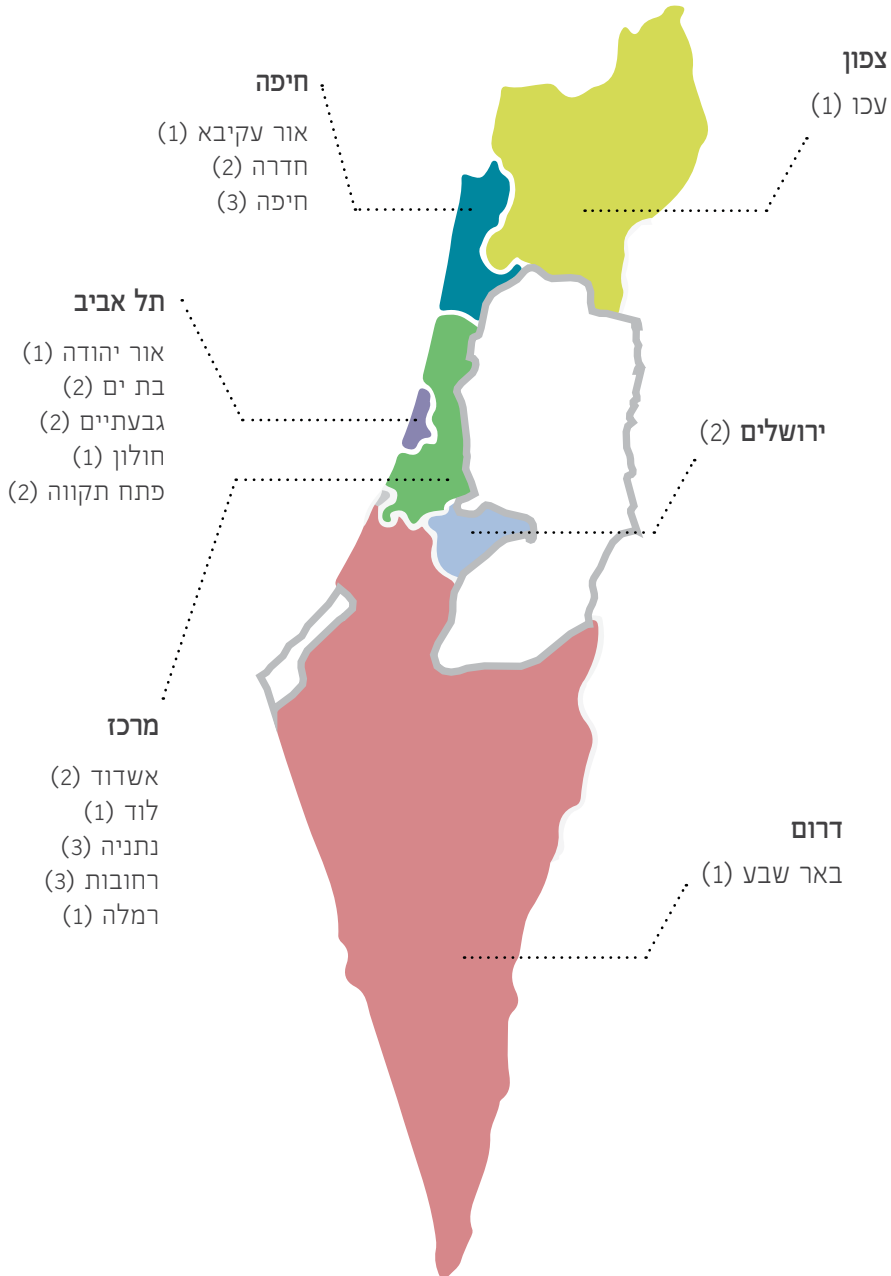 צפון
עכו (1)
חיפה
אור עקיבא (1)
חדרה (2)
חיפה (3)
תל אביב
אור יהודה (1)
בת ים (2)
גבעתיים (2)
חולון (1)
פתח תקווה (2)
ירושלים (2)
מרכז
אשדוד (2)
לוד (1)
נתניה (3)
רחובות (3)
רמלה (1)
דרום
באר שבע (1)